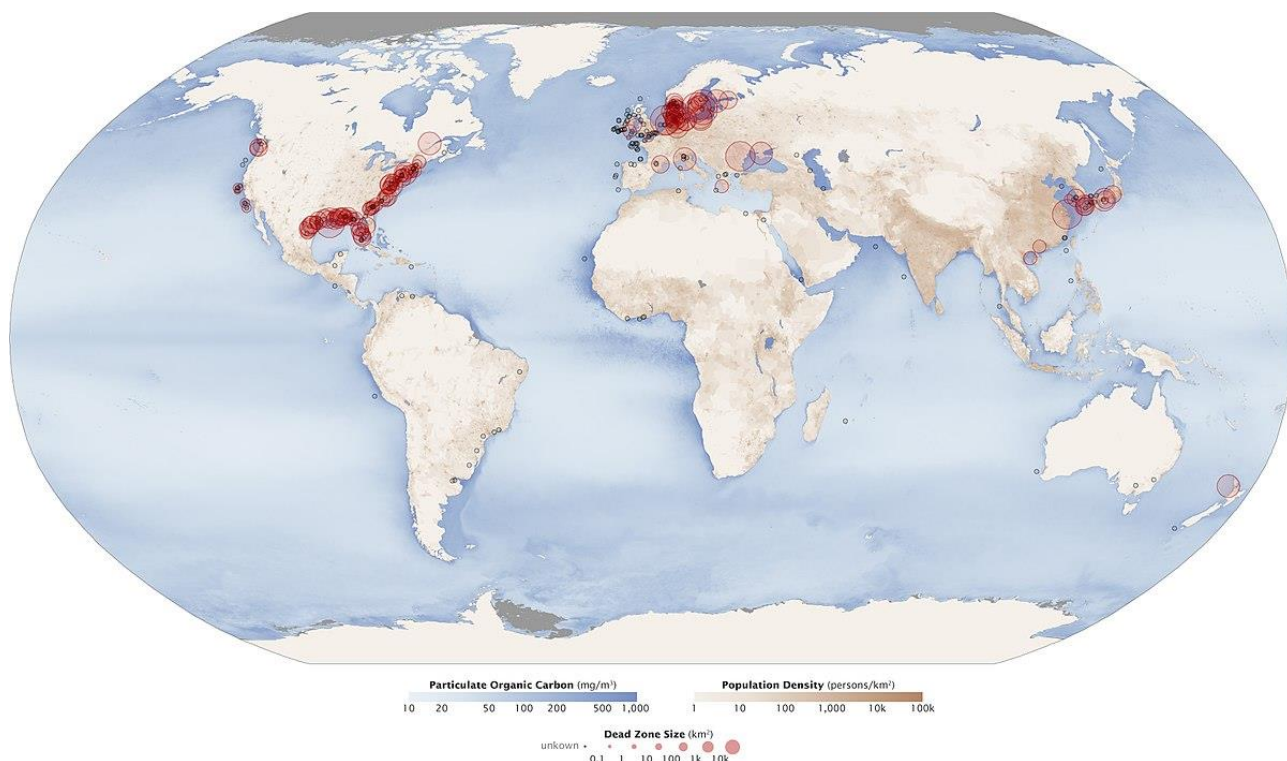 Particulate Organic Carbon (mg/m³)
10 20 50 100 200 500 1,000
Population Density (persons/km²)
1 10 100 1,000 10k 100k
Dead Zone Size (km²)
unkown
0.1 1 10 100 1k 10k